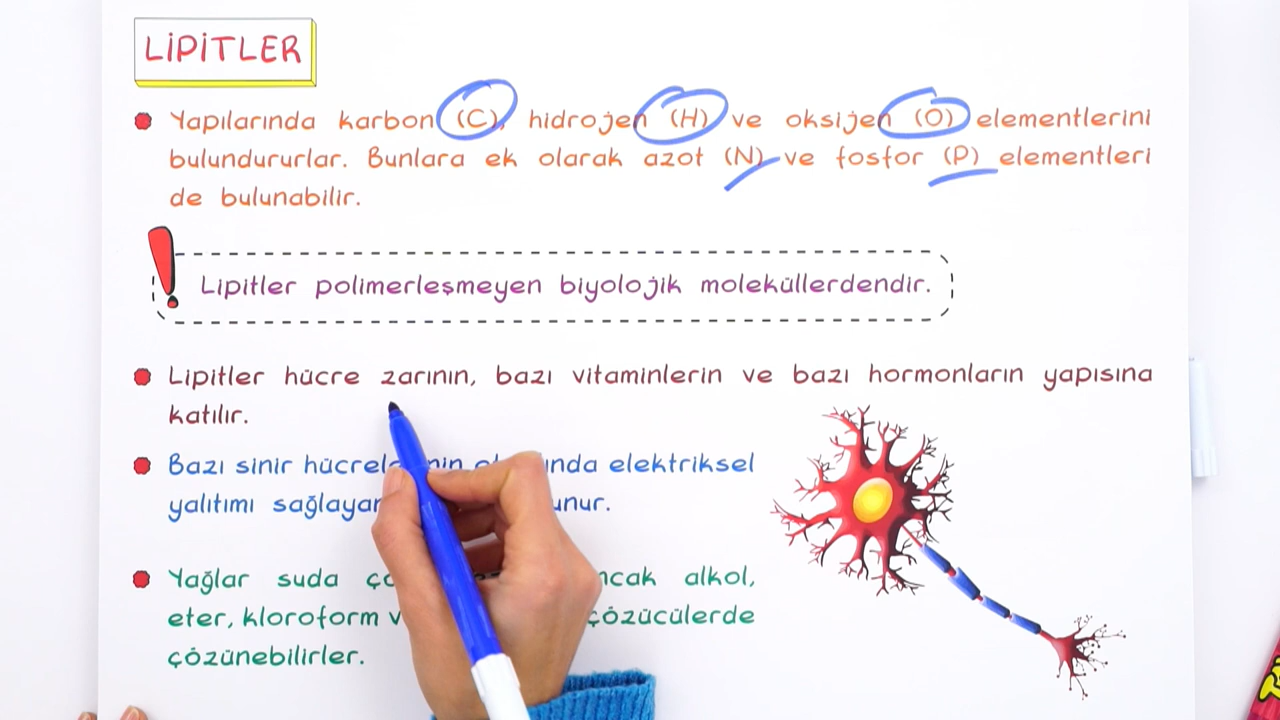 LİPİTLER
Yapılarında karbon (C), hidrojen (H) ve oksijen (O) elementlerini
bulundururlar. Bunlara ek olarak azot (N) ve fosfor (P) elementleri
de bulunabilir.
Lipitler polimerleşmeyen biyolojik moleküllerdendir.
Lipitler hücre zarının, bazı vitaminlerin ve bazı hormonların yapısına
katılır.
Bazı sinir elektriksel
yalıtımı
Yağlar suda alkol,
eter, kloroform çözücülerde
çözünebilirler.